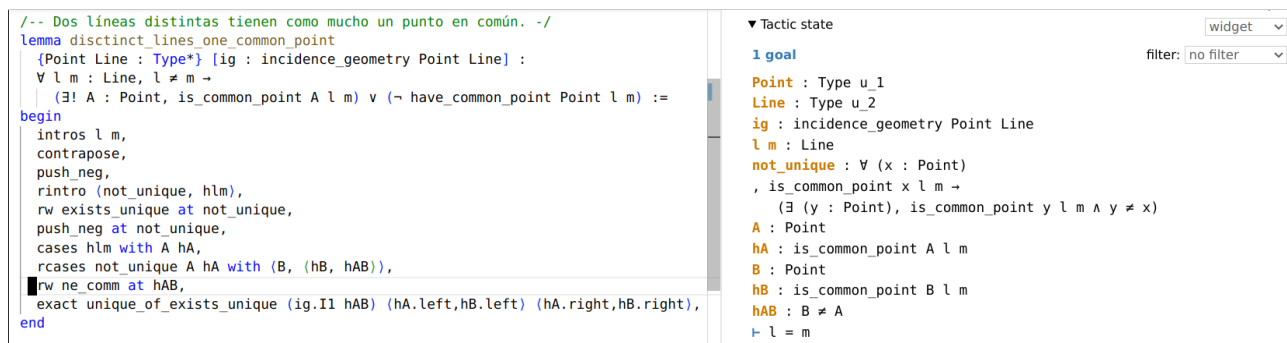 /-- Dos líneas distintas tienen como mucho un punto en común. -/
lemma disctinct_lines_one_common_point
{Point Line : Type*} [ig : incidence_geometry Point Line] :
∀ l m : Line, l ≠ m →
(∃! A : Point, is_common_point A l m) ∨ (¬ have_common_point Point l m) :=
begin
intros l m,
contrapose,
push_neg,
rintro ⟨not_unique, hlm⟩,
rw exists_unique at not_unique,
push_neg at not_unique,
cases hlm with A hA,
rcases not_unique A hA with ⟨B, ⟨hB, hAB⟩⟩,
rw ne_comm at hAB,
exact unique_of_exists_unique (ig.I1 hAB) ⟨hA.left,hB.left⟩ ⟨hA.right,hB.right⟩,
end
▼ Tactic state
widget
1 goal
filter: no filter
Point : Type u_1
Line : Type u_2
ig : incidence_geometry Point Line
l m : Line
not_unique : ∀ (x : Point)
, is_common_point x l m →
(∃ (y : Point), is_common_point y l m ∧ y ≠ x)
A : Point
hA : is_common_point A l m
B : Point
hB : is_common_point B l m
hAB : B ≠ A
⊢ l = m